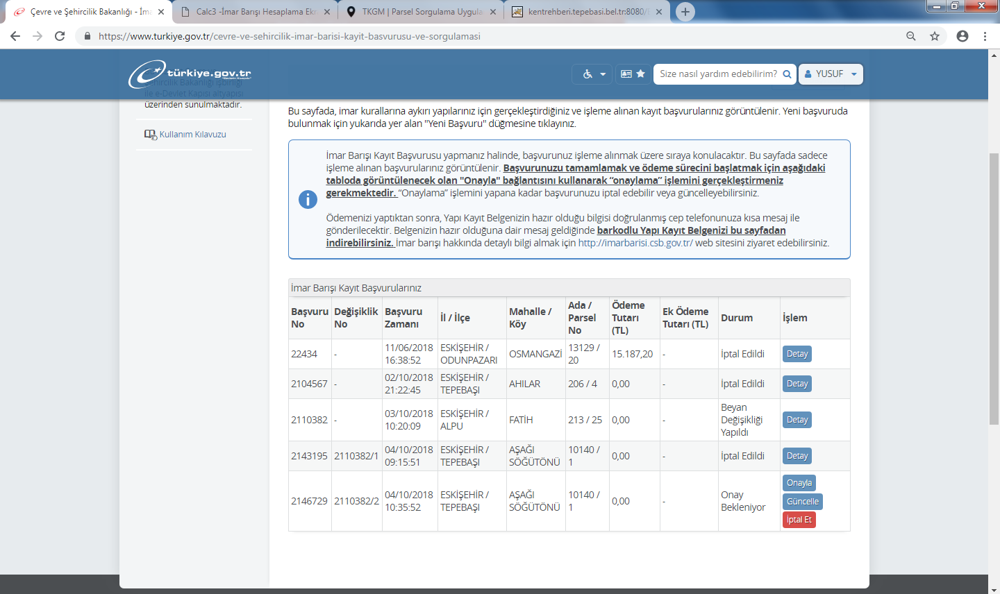 Çevre ve Şehircilik Bakanlığı - İma
Calc3 -İmar Barışı Hesaplama Ekr
TKGM | Parsel Sorgulama Uygula
kentrehberi.tepebasi.bel.tr:8080/
https://www.turkiye.gov.tr/cevre-ve-sehircilik-imar-barisi-kayit-basvurusu-ve-sorgulamasi
türkiye.gov.tr
Size nasıl yardım edebilirim?
YUSUF
Şehircilik Bakanlığı işbirliği
ile e-Devlet Kapısı altyapısı
üzerinden sunulmaktadır.
Kullanım Kılavuzu
Bu sayfada, imar kurallarına aykırı yapılarınız için gerçekleştirdiğiniz ve işleme alınan kayıt başvurularınız görüntülenir. Yeni başvuruda
bulunmak için yukarıda yer alan "Yeni Başvuru" düğmesine tıklayınız.
İmar Barışı Kayıt Başvurusu yapmanız halinde, başvurunuz işleme alınmak üzere sıraya konulacaktır. Bu sayfada sadece
işleme alınan başvurularınız görüntülenir. Başvurunuzu tamamlamak ve ödeme sürecini başlatmak için aşağıdaki
tabloda görüntülenecek olan "Onayla" bağlantısını kullanarak “onaylama” işlemini gerçekleştirmeniz
gerekmektedir. “Onaylama” işlemini yapana kadar başvurunuzu iptal edebilir veya güncelleyebilirsiniz.
Ödemenizi yaptıktan sonra, Yapı Kayıt Belgenizin hazır olduğu bilgisi doğrulanmış cep telefonunuza kısa mesaj ile
gönderilecektir. Belgenizin hazır olduğuna dair mesaj geldiğinde barkodlu Yapı Kayıt Belgenizi bu sayfadan
indirebilirsiniz. İmar barışı hakkında detaylı bilgi almak için http://imarbarisi.csb.gov.tr/ web sitesini ziyaret edebilirsiniz.
İmar Barışı Kayıt Başvurularınız
Başvuru No Değişiklik No Başvuru Zamanı İl / İlçe Mahalle / Köy Ada / Parsel No Ödeme Tutarı (TL) Ek Ödeme Tutarı (TL) Durum İşlem
22434 - 11/06/2018 16:38:52 ESKİŞEHİR / ODUNPAZARI OSMANGAZİ 13129 / 20 15.187,20 - İptal Edildi Detay
2104567 - 02/10/2018 21:22:45 ESKİŞEHİR / TEPEBAŞI AHILAR 206 / 4 0,00 - İptal Edildi Detay
2110382 - 03/10/2018 10:20:09 ESKİŞEHİR / ALPU FATİH 213 / 25 0,00 - Beyan Değişikliği Yapıldı Detay
2143195 2110382/1 04/10/2018 09:15:51 ESKİŞEHİR / TEPEBAŞI AŞAĞI SÖĞÜTÖNÜ 10140 / 1 0,00 - İptal Edildi Detay
2146729 2110382/2 04/10/2018 10:35:52 ESKİŞEHİR / TEPEBAŞI AŞAĞI SÖĞÜTÖNÜ 10140 / 1 0,00 - Onay Bekleniyor Onayla
Güncelle
İptal Et